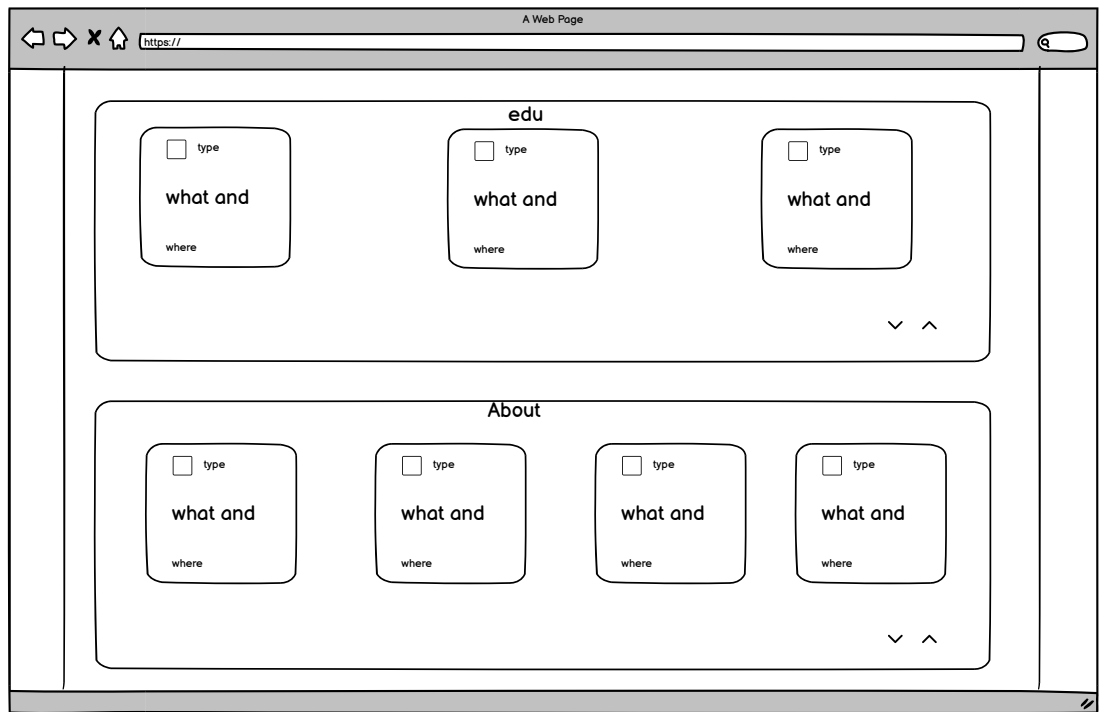 A Web Page
https://
edu
type
type
type
what and
what and
what and
where
where
where
About
type
type
type
type
what and
what and
what and
what and
where
where
where
where